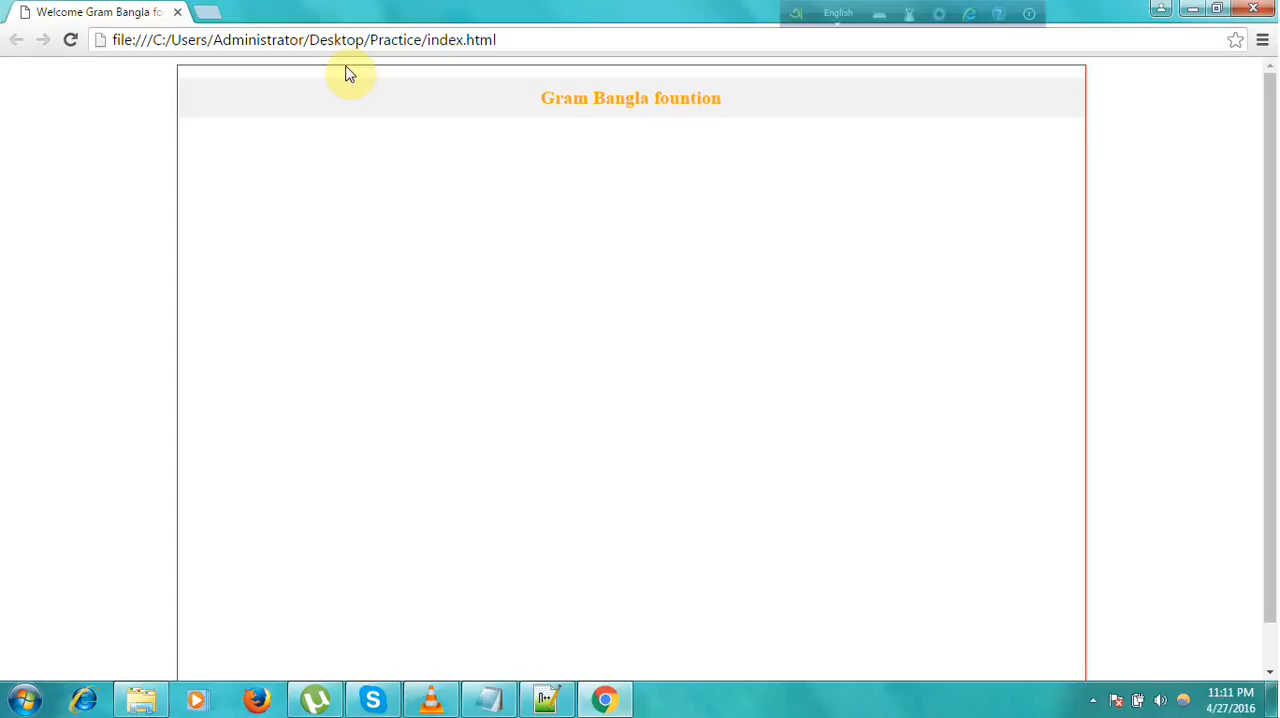 Welcome Gram Bangla fo
English
file:///C:/Users/Administrator/Desktop/Practice/index.html
Gram Bangla fountion
11:11 PM
4/27/2016